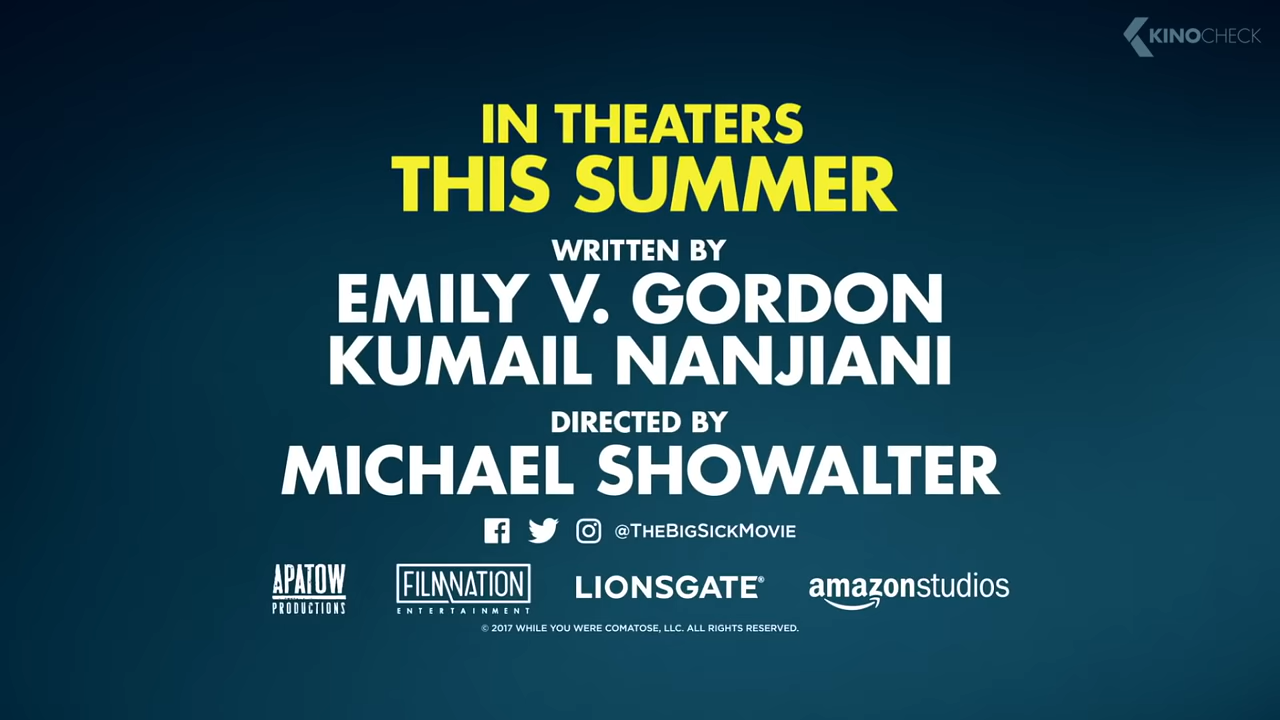 KINOCHECK
IN THEATERS
THIS SUMMER
WRITTEN BY
EMILY V. GORDON
KUMAIL NANJIANI
DIRECTED BY
MICHAEL SHOWALTER
@THEBIGSICKMOVIE
APATOW PRODUCTIONS FILMNATION ENTERTAINMENT LIONSGATE® amazonstudios
© 2017 WHILE YOU WERE COMATOSE, LLC. ALL RIGHTS RESERVED.